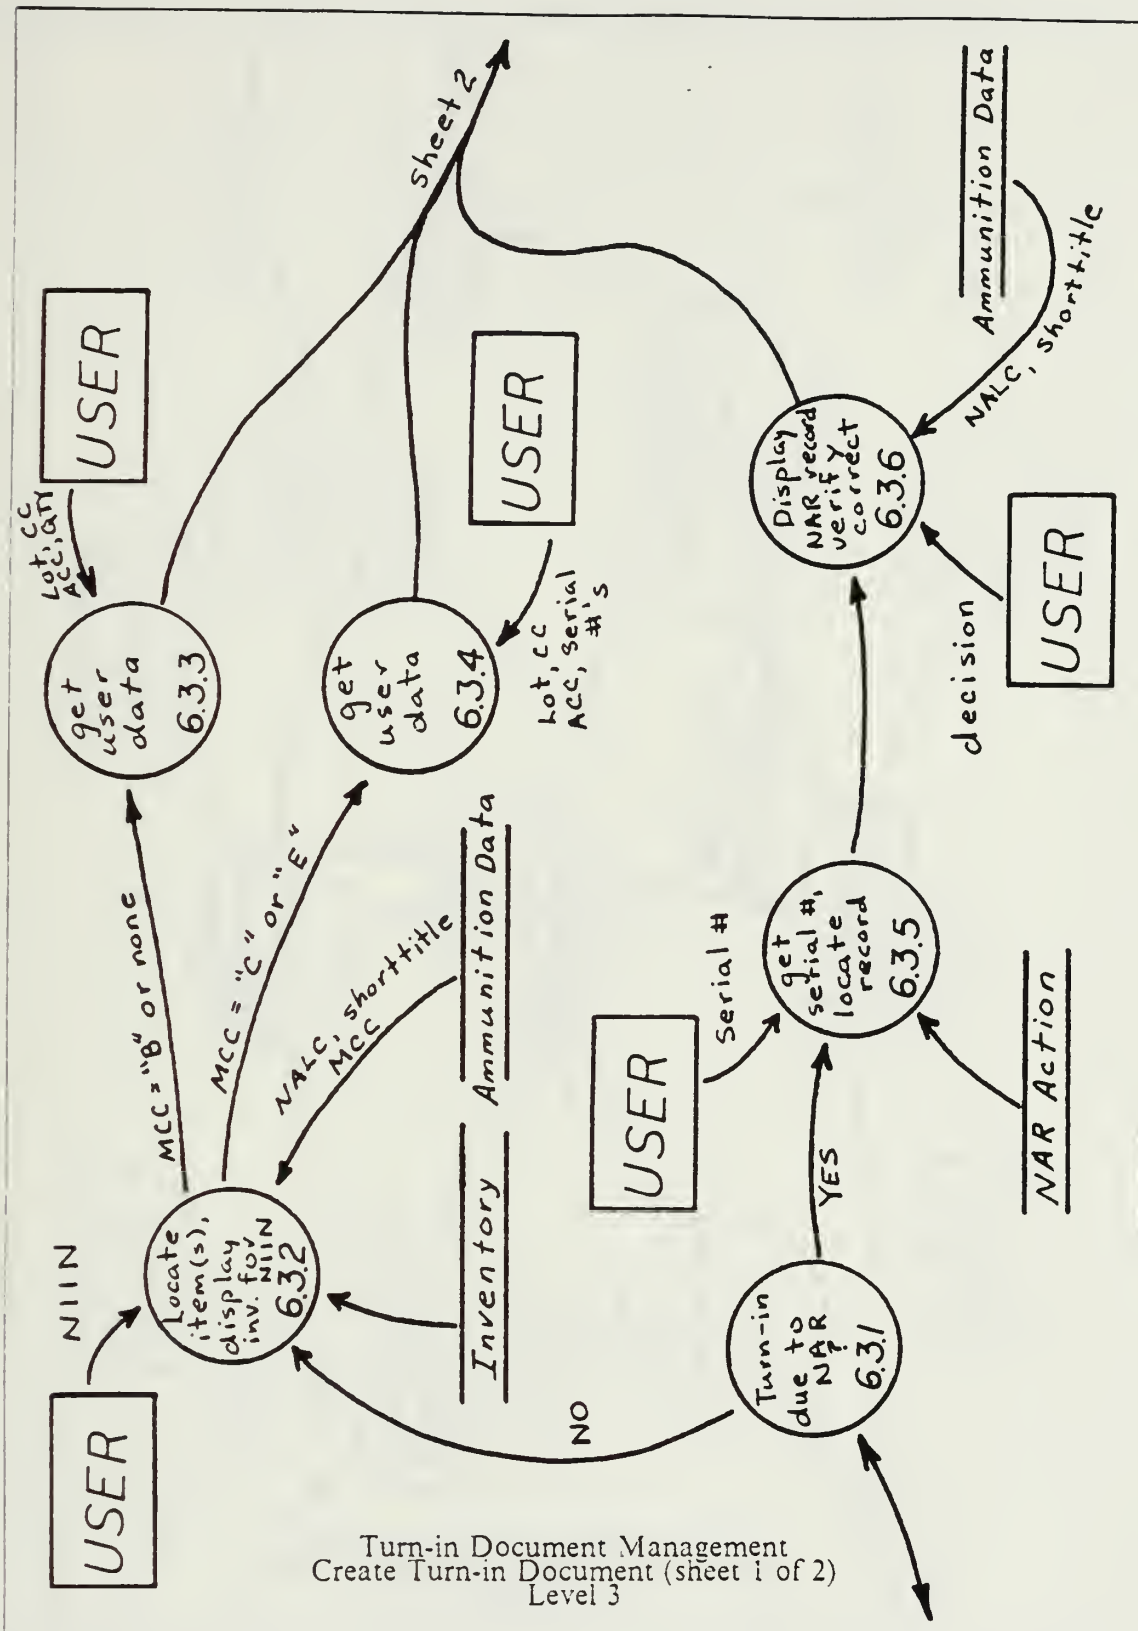 sheet 2
USER
Lot, CC
ACC, QTY
get
user
data
6.3.3
USER
Lot, CC
ACC, Serial
#'s
get
user
data
6.3.4
Ammunition Data
NALC, shorttitle
Display
NAR record
verify
correct
6.3.6
USER
decision
MCC = "B" or none
MCC = "C" or "E"
NALC, shorttitle
MCC
Ammunition Data
Inventory
NIIN
USER
Locate
item(s),
display
inv. for
NIIN
6.3.2
USER
Serial #
get
serial #,
locate
record
6.3.5
NAR Action
YES
NO
Turn-in
due to
NAR
?
6.3.1
Turn-in Document Management
Create Turn-in Document (sheet 1 of 2)
Level 3